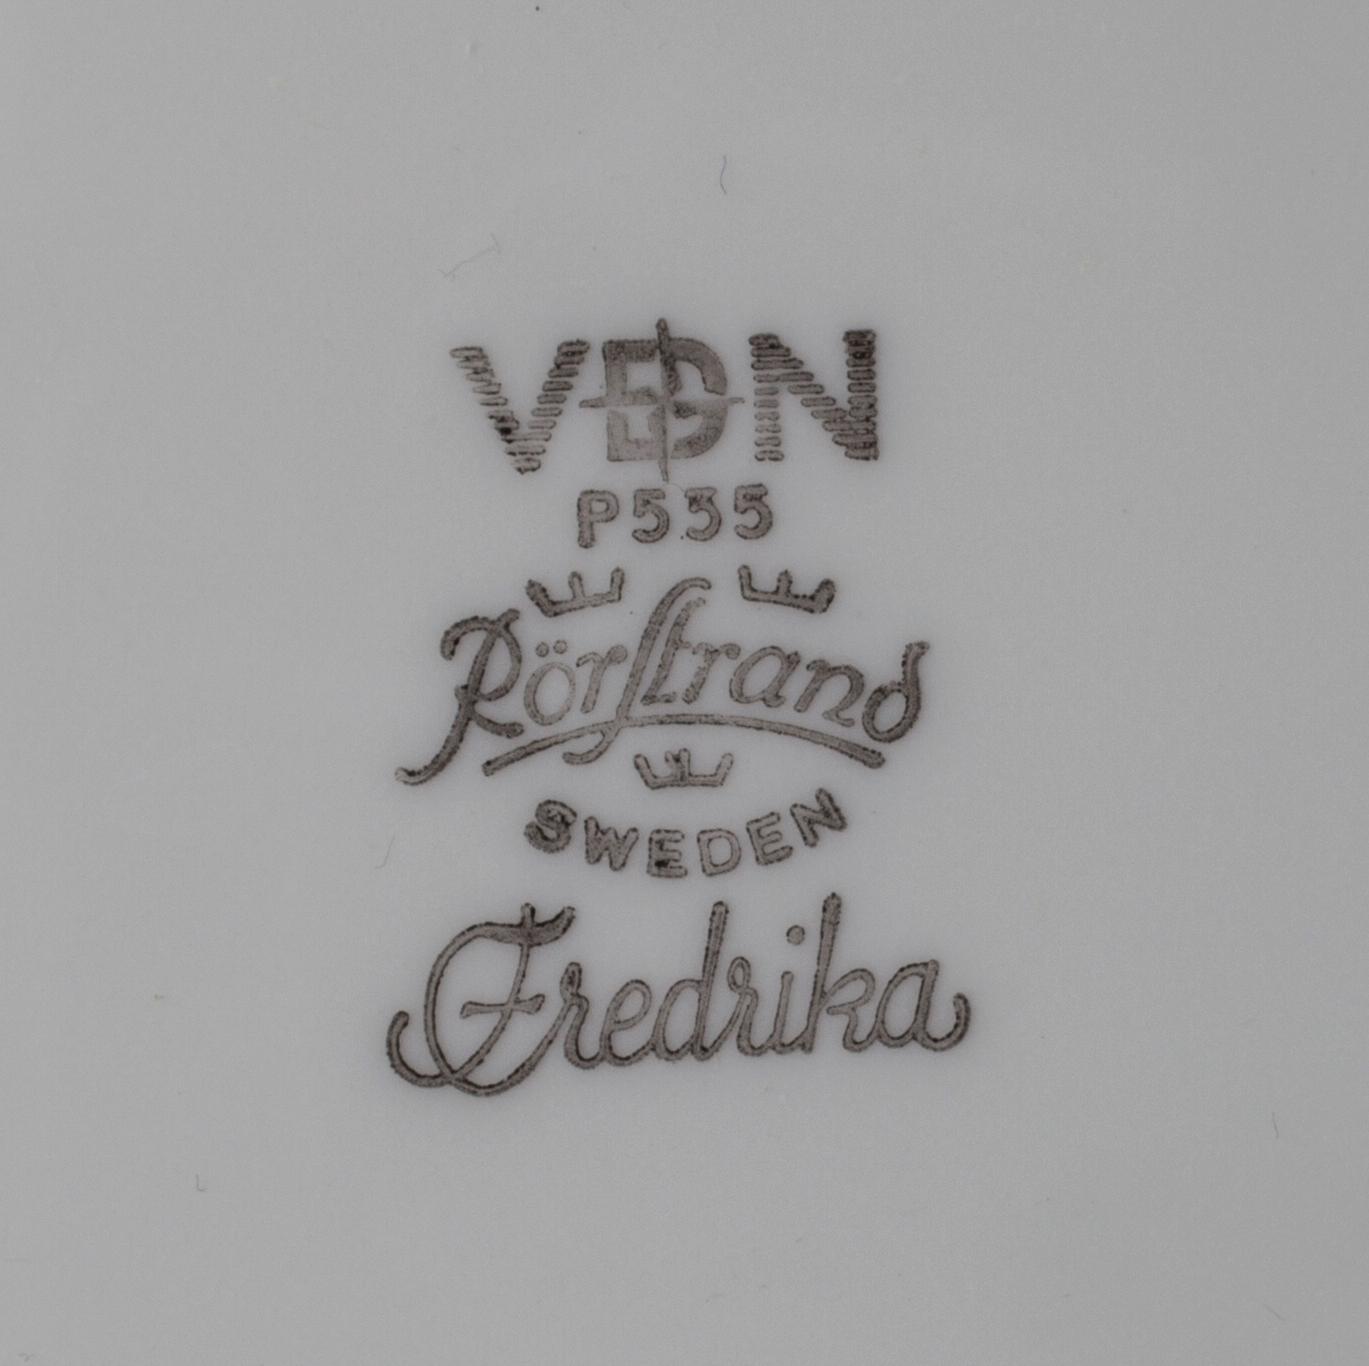 VDN
P535
Rörstrand
SWEDEN
Fredrika